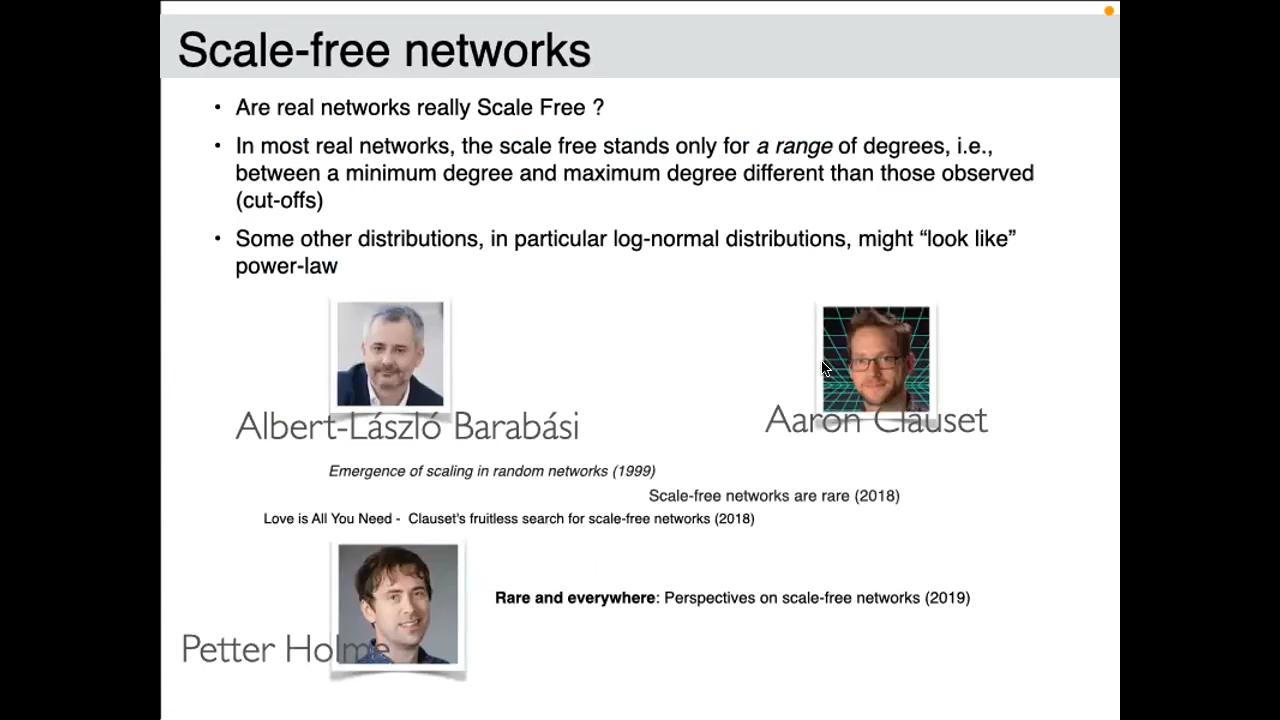 Scale-free networks
• Are real networks really Scale Free ?
• In most real networks, the scale free stands only for a range of degrees, i.e.,
between a minimum degree and maximum degree different than those observed
(cut-offs)
• Some other distributions, in particular log-normal distributions, might “look like”
power-law
Albert-László Barabási
Aaron Clauset
Emergence of scaling in random networks (1999)
Scale-free networks are rare (2018)
Love is All You Need - Clauset's fruitless search for scale-free networks (2018)
Rare and everywhere: Perspectives on scale-free networks (2019)
Petter Holme